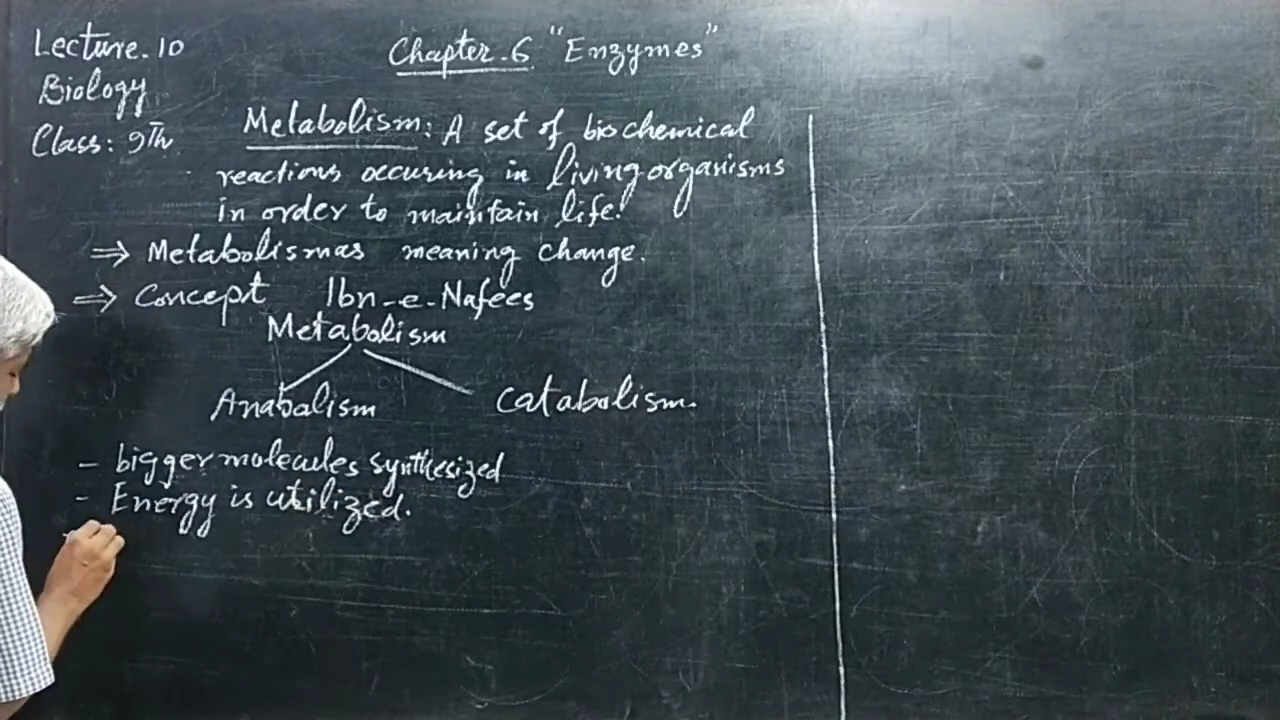 Lecture.10
Chapter.6 "Enzymes"
Biology
Class: 9Th
Metabolism: A set of biochemical
reactions occuring in living organisms
in order to maintain life.
⇒ Metabolismas meaning change.
⇒ Concept Ibn-e-Nafees
Metabolism
Anabalism Catabolism.
- bigger molecules synthesized
- Energy is utilized.